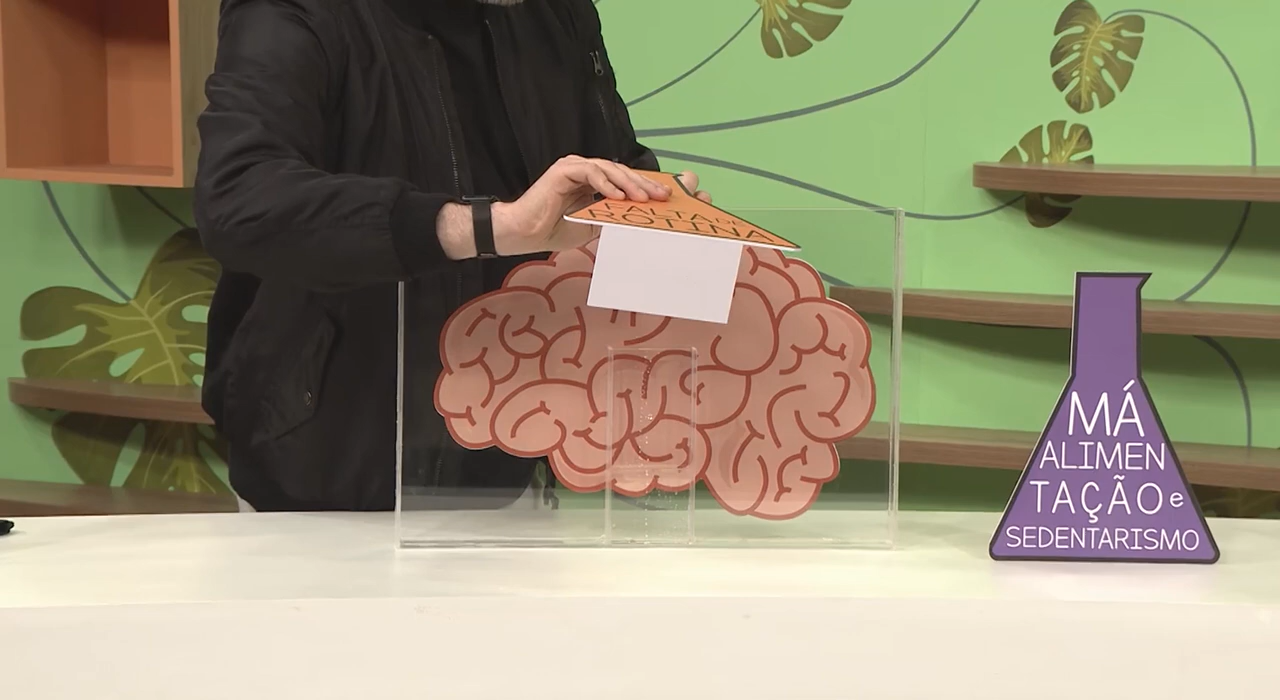 FALTA DE
ROTINA
MÁ
ALIMEN
TAÇÃO e
SEDENTARISMO